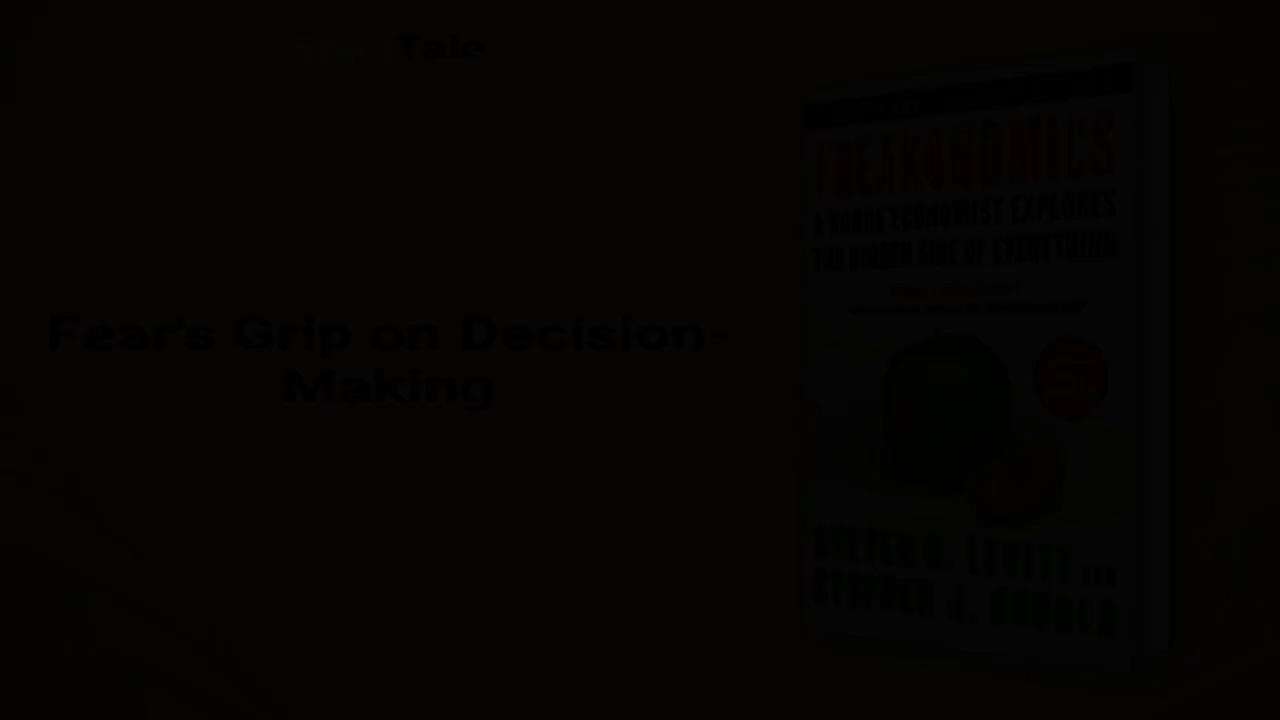 Tale
Fear's Grip on Decision-
Making
FREAKONOMICS
A ROGUE ECONOMIST EXPLORES
THE HIDDEN SIDE OF EVERYTHING
STEVEN D. LEVITT AND
STEPHEN J. DUBNER